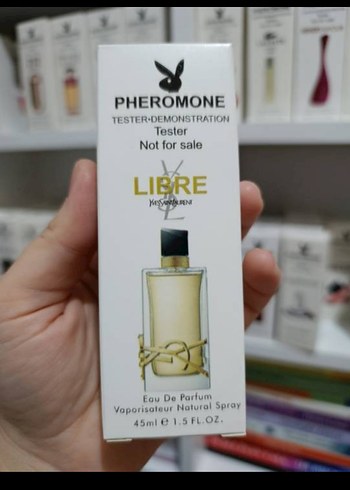 PHEROMONE
TESTER-DEMONSTRATION
Tester
Not for sale
LIBRE
YVESSAINTLAURENT
Eau De Parfum
Vaporisateur Natural Spray
45ml e 1.5 FL.OZ.